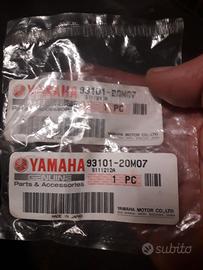 YAMAHA 93101-20M07
1 PC
YAMAHA 93101-20M07
GENUINE 9111212A
Parts & Accessories 1 PC
MADE IN JAPAN YAMAHA MOTOR CO., LTD.
subito